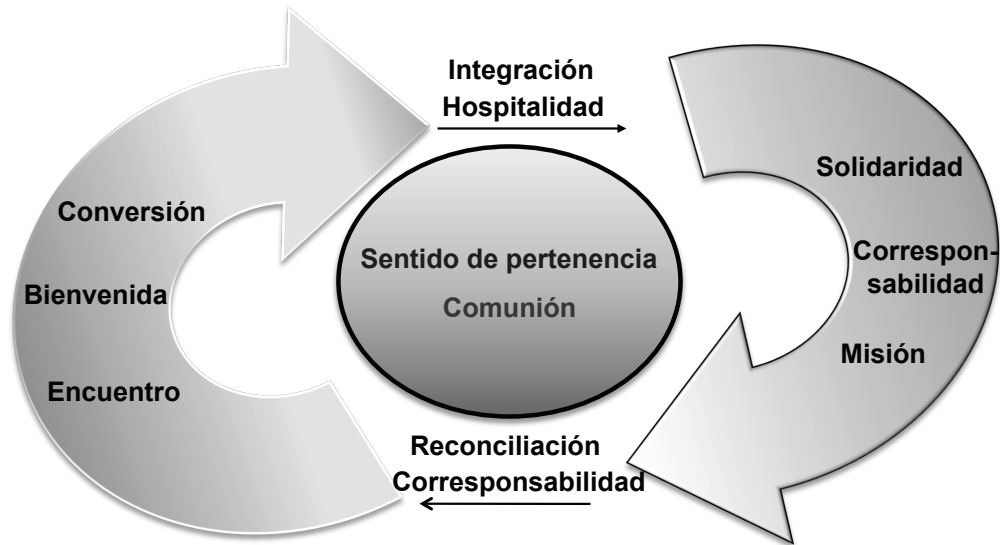 Integración
Hospitalidad
Conversión
Bienvenida
Encuentro
Sentido de pertenencia
Comunión
Solidaridad
Correspon-
sabilidad
Misión
Reconciliación
Corresponsabilidad